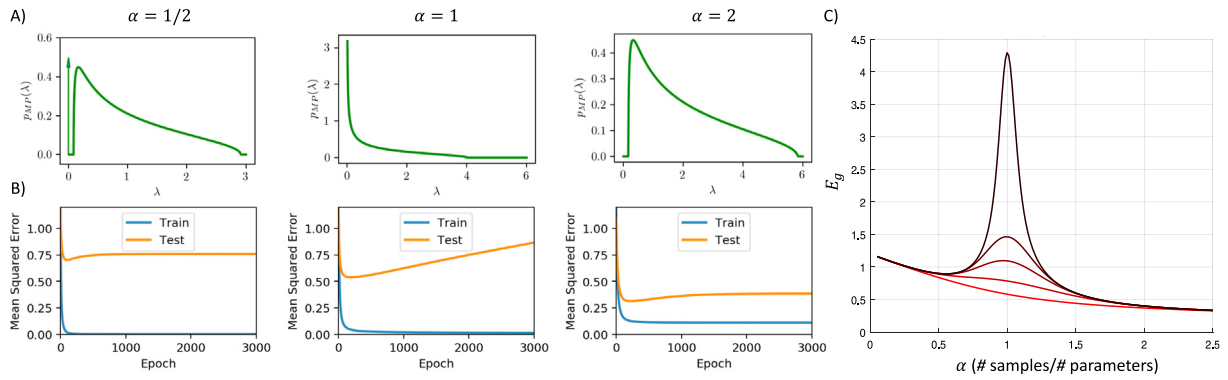 A)
α = 1/2
α = 1
α = 2
C)
0.6
0.4
0.2
0.0
p_MP(λ)
0 1 2 3
λ
3
2
1
0
p_MP(λ)
0 2 4 6
λ
0.4
0.3
0.2
0.1
0.0
p_MP(λ)
0 2 4 6
λ
B)
1.00
0.75
0.50
0.25
0.00
Mean Squared Error
Train
Test
0 1000 2000 3000
Epoch
1.00
0.75
0.50
0.25
0.00
Mean Squared Error
Train
Test
0 1000 2000 3000
Epoch
1.00
0.75
0.50
0.25
0.00
Mean Squared Error
Train
Test
0 1000 2000 3000
Epoch
4.5
4
3.5
3
2.5
2
1.5
1
0.5
0
E_g
0 0.5 1 1.5 2 2.5
α (# samples/# parameters)